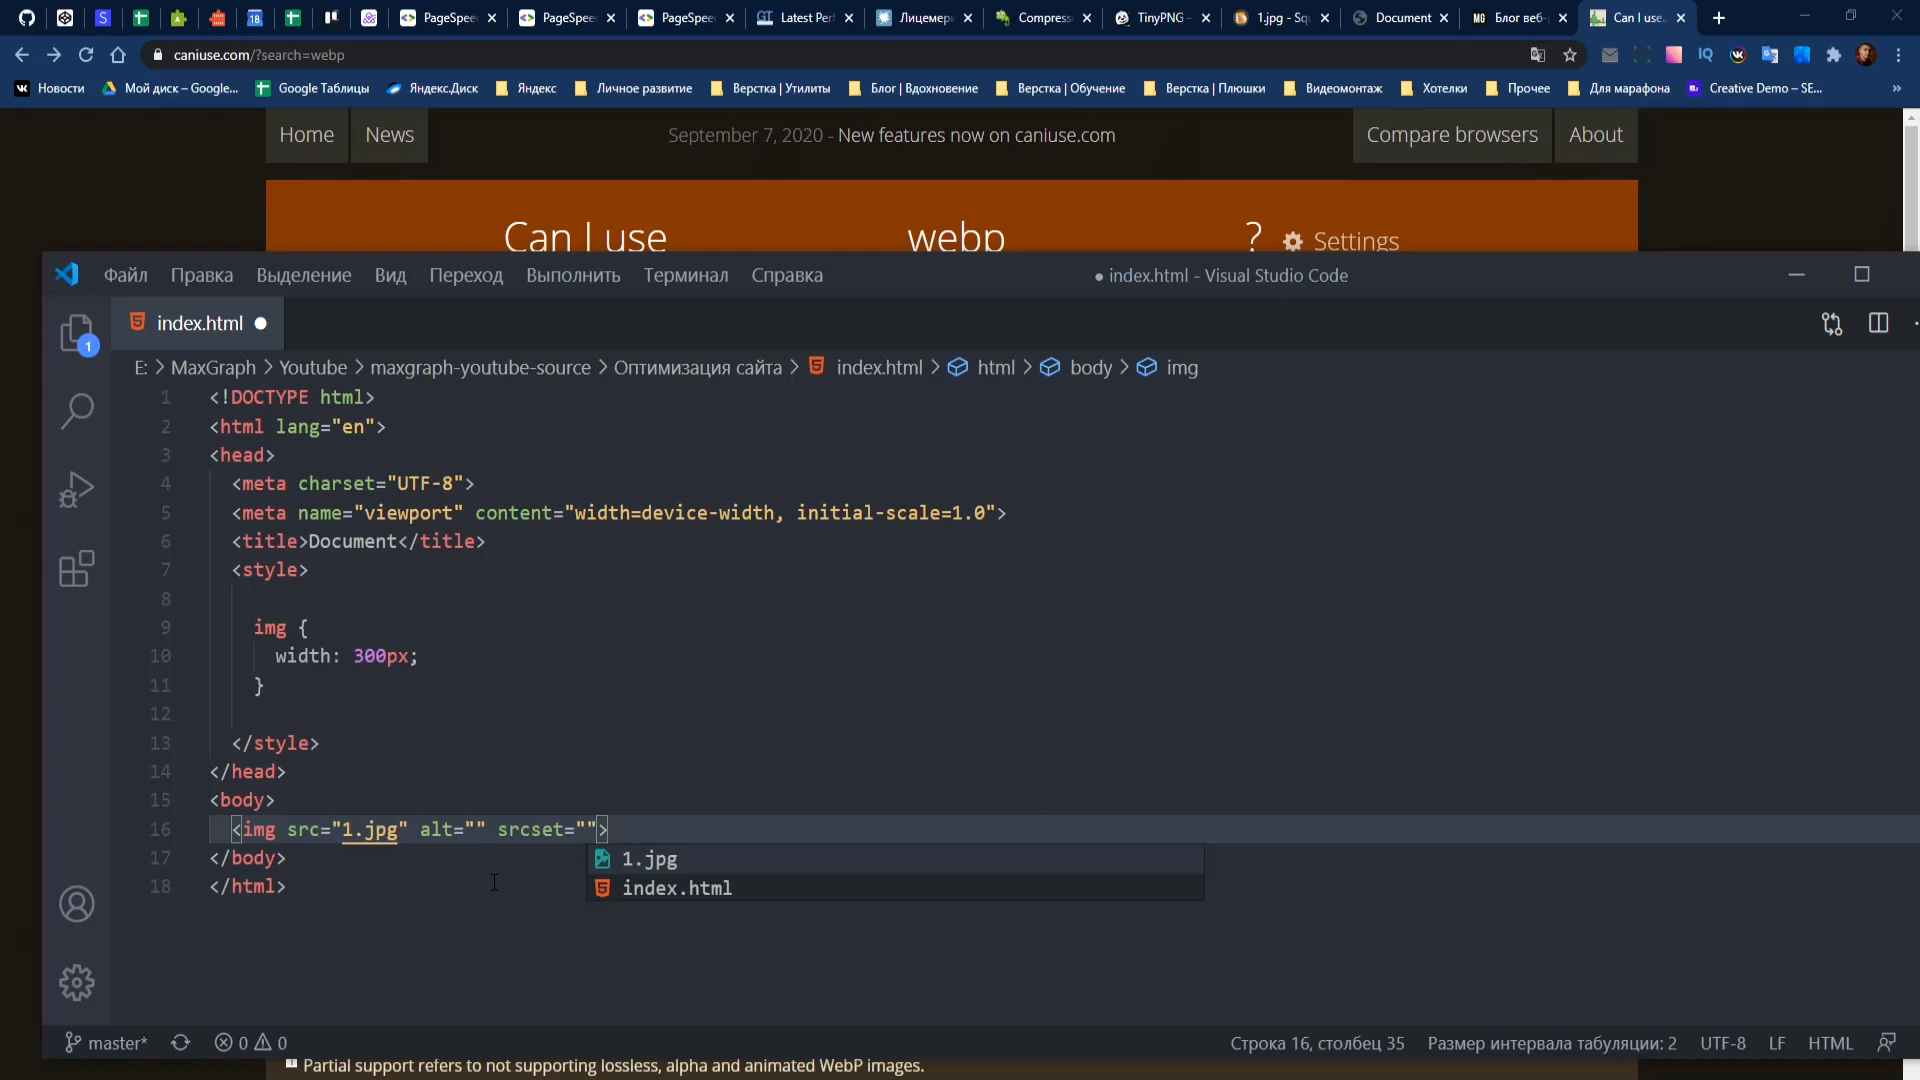 PageSpee
PageSpee
PageSpee
Latest Per
Лицемер
Compress
TinyPNG –
1.jpg - Sq
Document
Блог веб-
Can I use.
caniuse.com/?search=webp
Новости
Мой диск – Google...
Google Таблицы
Яндекс.Диск
Яндекс
Личное развитие
Верстка | Утилиты
Блог | Вдохновение
Верстка | Обучение
Верстка | Плюшки
Видеомонтаж
Хотелки
Прочее
Для марафона
Creative Demo – SE...
Home
News
September 7, 2020 - New features now on caniuse.com
Compare browsers
About
Can I use
webp
?
Settings
Файл
Правка
Выделение
Вид
Переход
Выполнить
Терминал
Справка
● index.html - Visual Studio Code
index.html
1
E: > MaxGraph > Youtube > maxgraph-youtube-source > Оптимизация сайта > index.html > html > body > img
1 <!DOCTYPE html>
2 <html lang="en">
3 <head>
4 <meta charset="UTF-8">
5 <meta name="viewport" content="width=device-width, initial-scale=1.0">
6 <title>Document</title>
7 <style>
8
9 img {
10 width: 300px;
11 }
12
13 </style>
14 </head>
15 <body>
16 <img src="1.jpg" alt="" srcset="">
17 </body>
1.jpg
18 </html>
index.html
master*
0
0
Строка 16, столбец 35
Размер интервала табуляции: 2
UTF-8
LF
HTML
Partial support refers to not supporting lossless, alpha and animated WebP images.